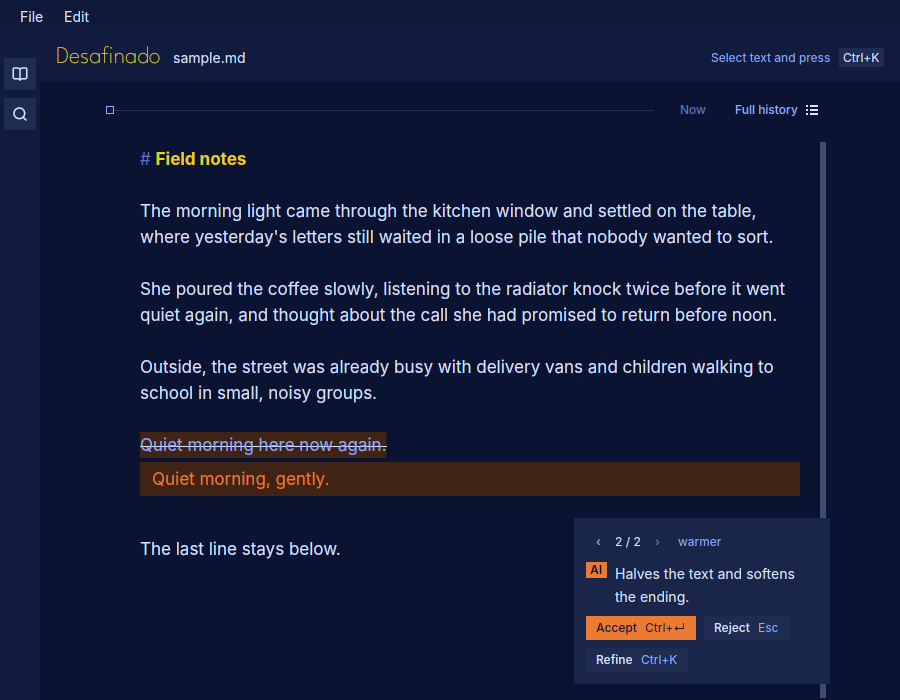 File Edit
Desafinado sample.md Select text and press Ctrl+K
Now Full history
# Field notes
The morning light came through the kitchen window and settled on the table,
where yesterday's letters still waited in a loose pile that nobody wanted to sort.
She poured the coffee slowly, listening to the radiator knock twice before it went
quiet again, and thought about the call she had promised to return before noon.
Outside, the street was already busy with delivery vans and children walking to
school in small, noisy groups.
Quiet morning here now again.
Quiet morning, gently.
The last line stays below.
‹ 2 / 2 › warmer
AI Halves the text and softens
the ending.
Accept Ctrl+↵ Reject Esc
Refine Ctrl+K